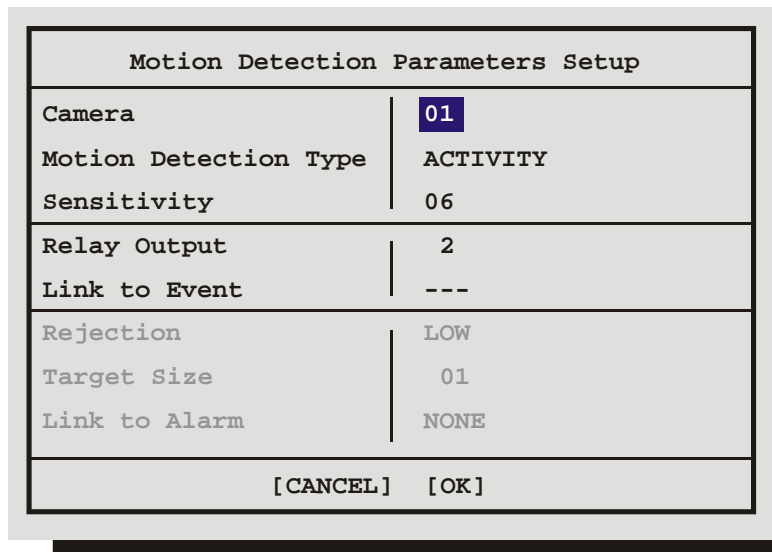 Motion Detection Parameters Setup
Camera 01
Motion Detection Type ACTIVITY
Sensitivity 06
Relay Output 2
Link to Event ---
Rejection LOW
Target Size 01
Link to Alarm NONE
[CANCEL] [OK]